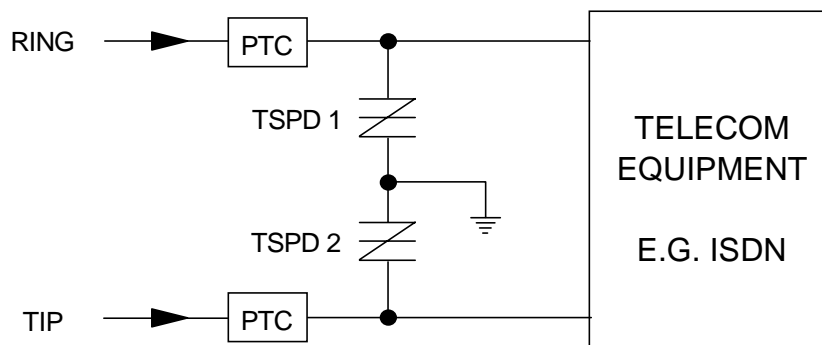 RING
PTC
TSPD 1
TELECOM
EQUIPMENT
TSPD 2
E.G. ISDN
TIP
PTC